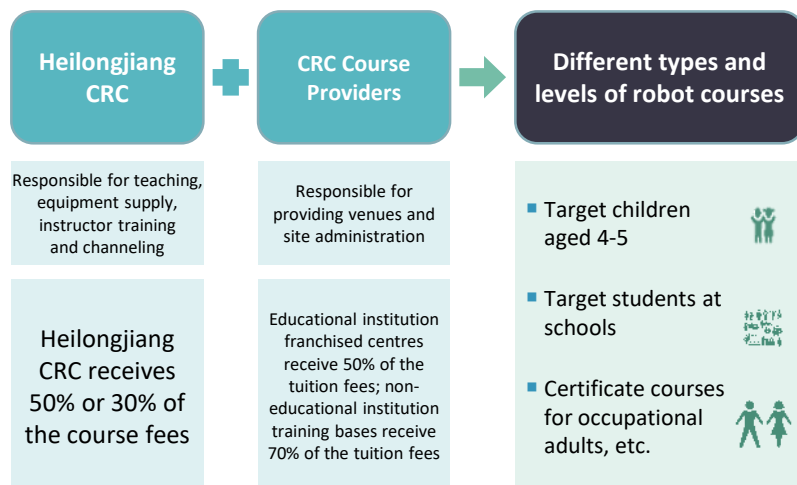 Heilongjiang
CRC
CRC Course
Providers
Different types and
levels of robot courses
Responsible for teaching,
equipment supply,
instructor training
and channeling
Responsible for
providing venues and
site administration
Heilongjiang
CRC receives
50% or 30% of
the course fees
Educational institution
franchised centres
receive 50% of the
tuition fees; non-
educational institution
training bases receive
70% of the tuition fees
Target children
aged 4-5
Target students at
schools
Certificate courses
for occupational
adults, etc.